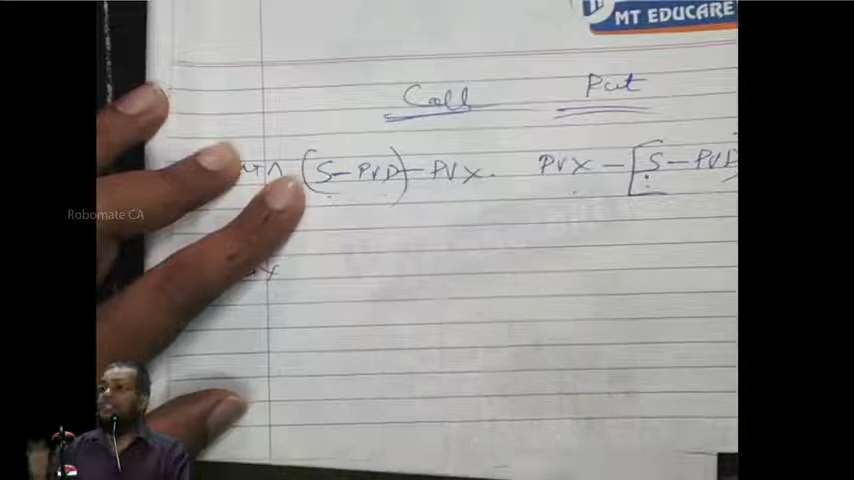 MT EDUCARE
Call Put
(S-PVD)-PVX. PVX-[S-PVD
Robomate CA